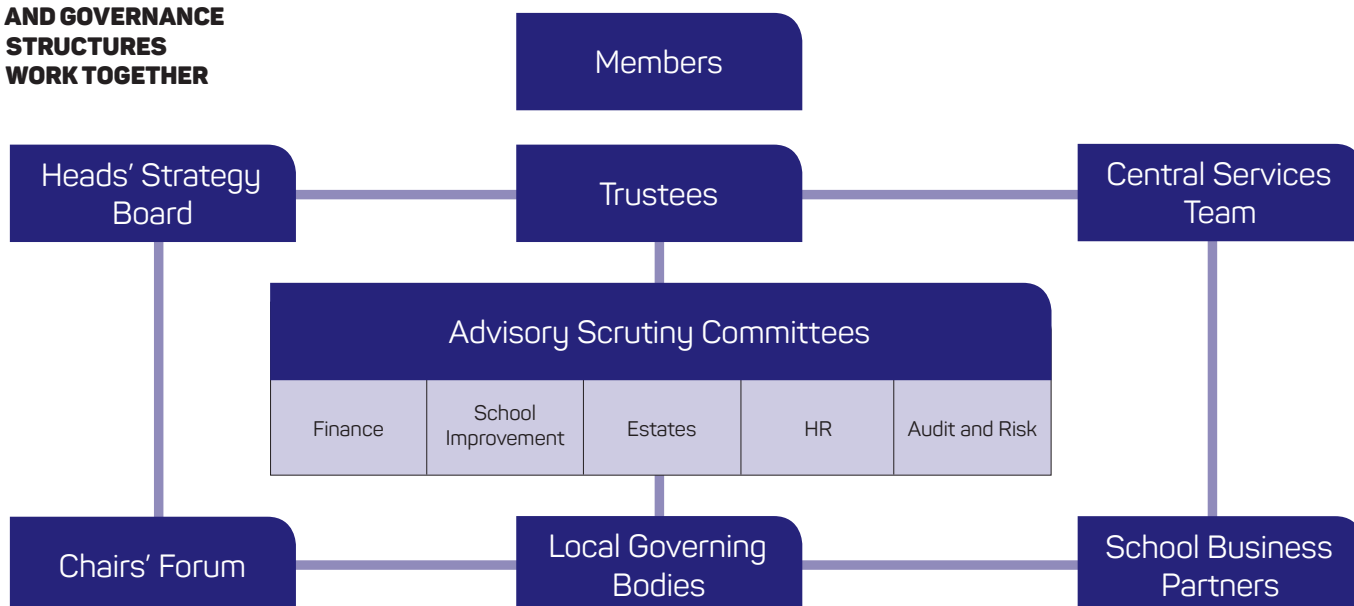 AND GOVERNANCE
STRUCTURES
WORK TOGETHER
Members
Heads’ Strategy
Board
Trustees
Central Services
Team
Advisory Scrutiny Committees
Finance
School
Improvement
Estates
HR
Audit and Risk
Chairs’ Forum
Local Governing
Bodies
School Business
Partners